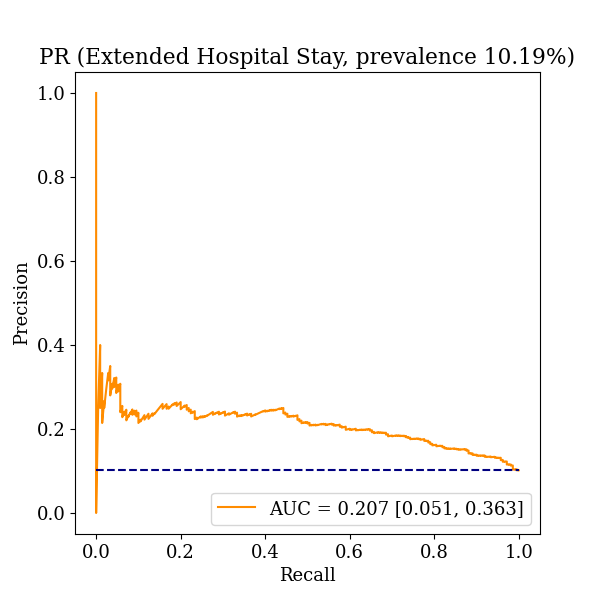 PR (Extended Hospital Stay, prevalence 10.19%)
Precision
1.0
0.8
0.6
0.4
0.2
0.0
AUC = 0.207 [0.051, 0.363]
0.0 0.2 0.4 0.6 0.8 1.0
Recall